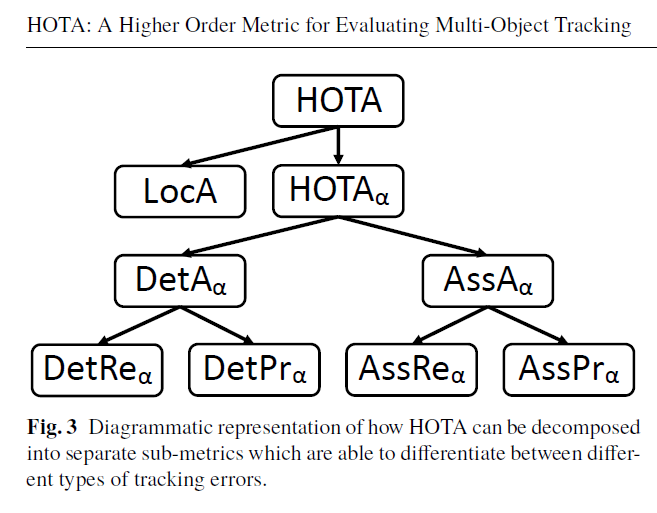 HOTA: A Higher Order Metric for Evaluating Multi-Object Tracking
HOTA
LocA HOTAα
DetAα AssAα
DetReα DetPrα AssReα AssPrα
Fig. 3 Diagrammatic representation of how HOTA can be decomposed
into separate sub-metrics which are able to differentiate between differ-
ent types of tracking errors.